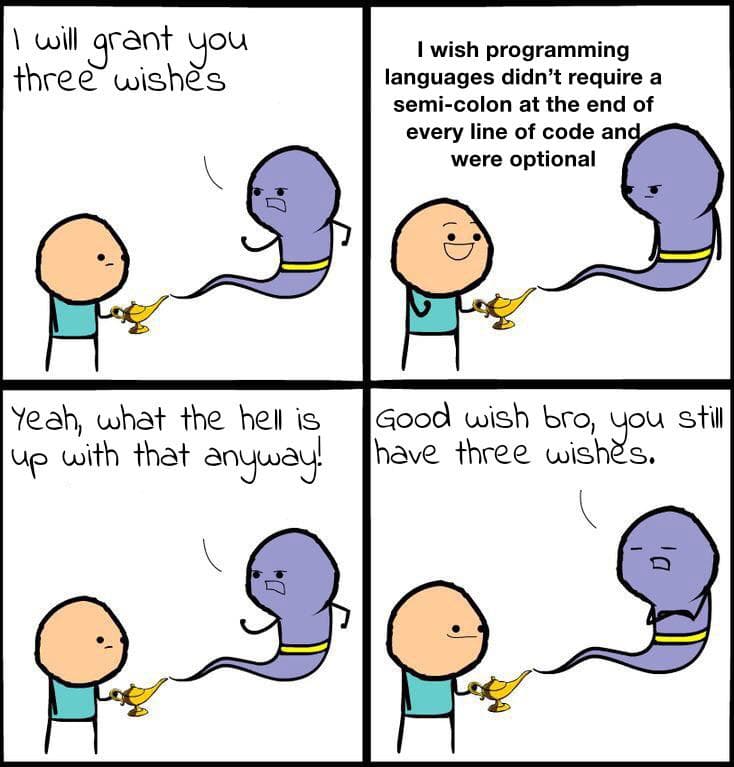 I will grant you
three wishes
I wish programming
languages didn't require a
semi-colon at the end of
every line of code and
were optional
Yeah, what the hell is
up with that anyway!
Good wish bro, you still
have three wishes.